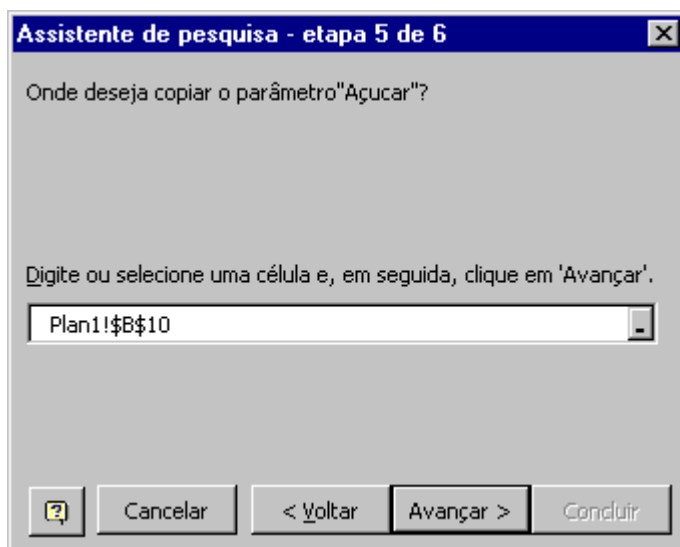 Assistente de pesquisa - etapa 5 de 6
Onde deseja copiar o parâmetro"Açucar"?
Digite ou selecione uma célula e, em seguida, clique em 'Avançar'.
Plan1!$B$10
Cancelar < Voltar Avançar > Concluir